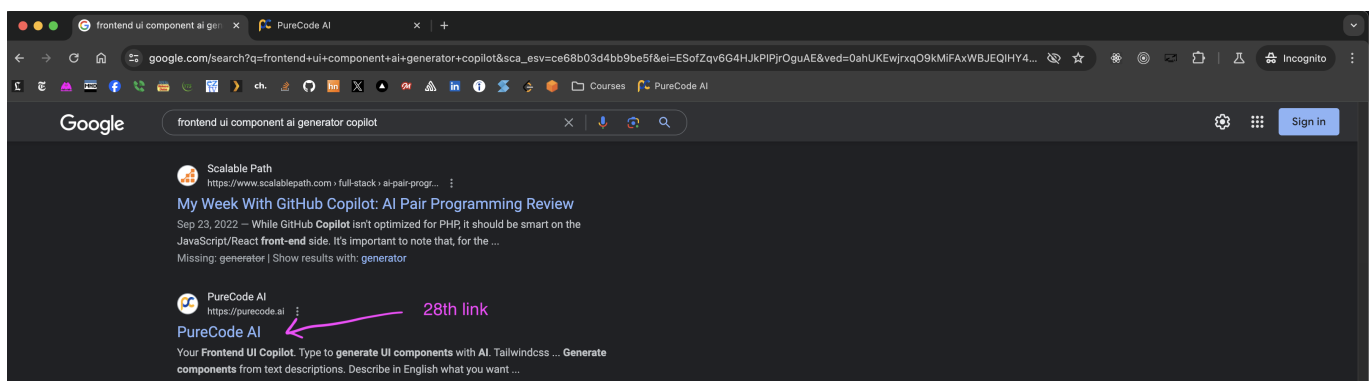 frontend ui component ai gen
PureCode AI
google.com/search?q=frontend+ui+component+ai+generator+copilot&sca_esv=ce68b03d4bb9be5f&ei=ESofZqv6G4HJkPIPjrOguAE&ved=0ahUKEwjrxqO9kMiFAxWBJEQIHY4...
Incognito
ch.
Courses
PureCode AI
Google
frontend ui component ai generator copilot
Sign in
Scalable Path
https://www.scalablepath.com › full-stack › ai-pair-progr...
My Week With GitHub Copilot: AI Pair Programming Review
Sep 23, 2022 — While GitHub Copilot isn't optimized for PHP, it should be smart on the
JavaScript/React front-end side. It's important to note that, for the ...
Missing: generator | Show results with: generator
PureCode AI
https://purecode.ai
28th link
PureCode AI
Your Frontend UI Copilot. Type to generate UI components with AI. Tailwindcss ... Generate
components from text descriptions. Describe in English what you want ...